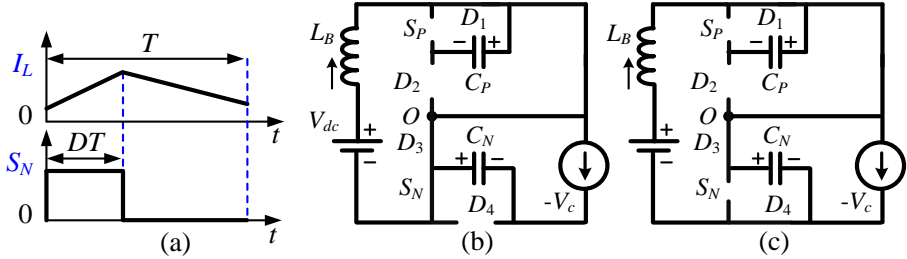 T
I_L
0
t
DT
S_N
0
t
(a)
D_1
S_P
L_B
C_P
D_2
O
V_dc
D_3
C_N
S_N
D_4
-V_c
(b)
D_1
S_P
L_B
C_P
D_2
O
V_dc
D_3
C_N
S_N
D_4
-V_c
(c)